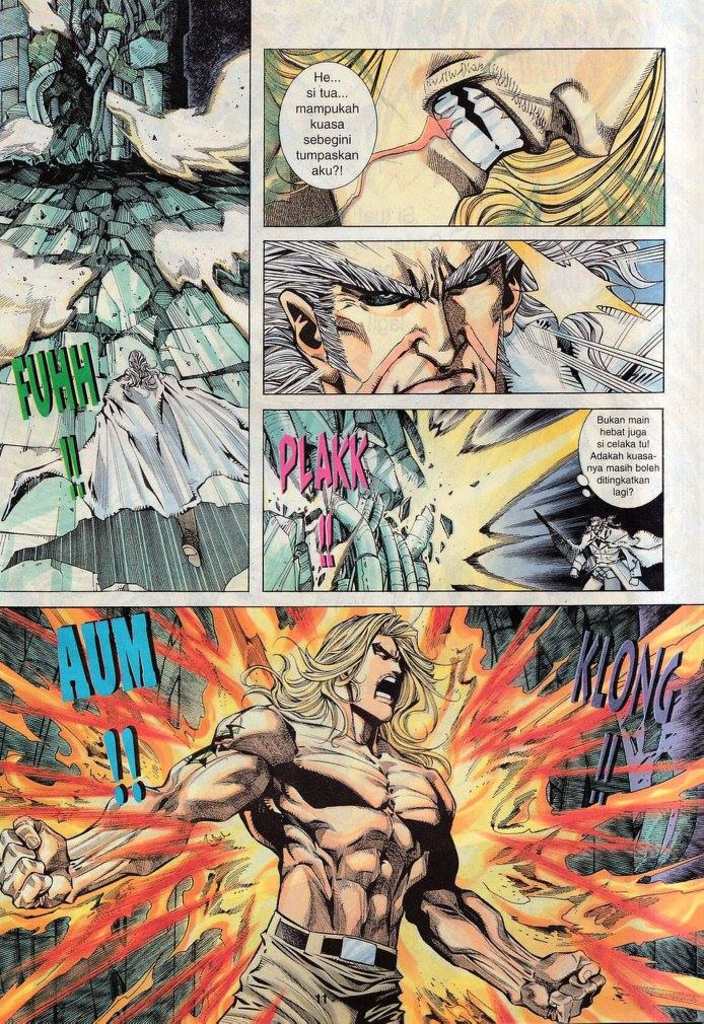 FUHH
!!
He...
si tua...
mampukah
kuasa
sebegini
tumpaskan
aku?!
PLAKK
!!
Bukan main
hebat juga
si celaka tu!
Adakah kuasa-
nya masih boleh
ditingkatkan
lagi?
AUM
!!
KLONG
!!
11